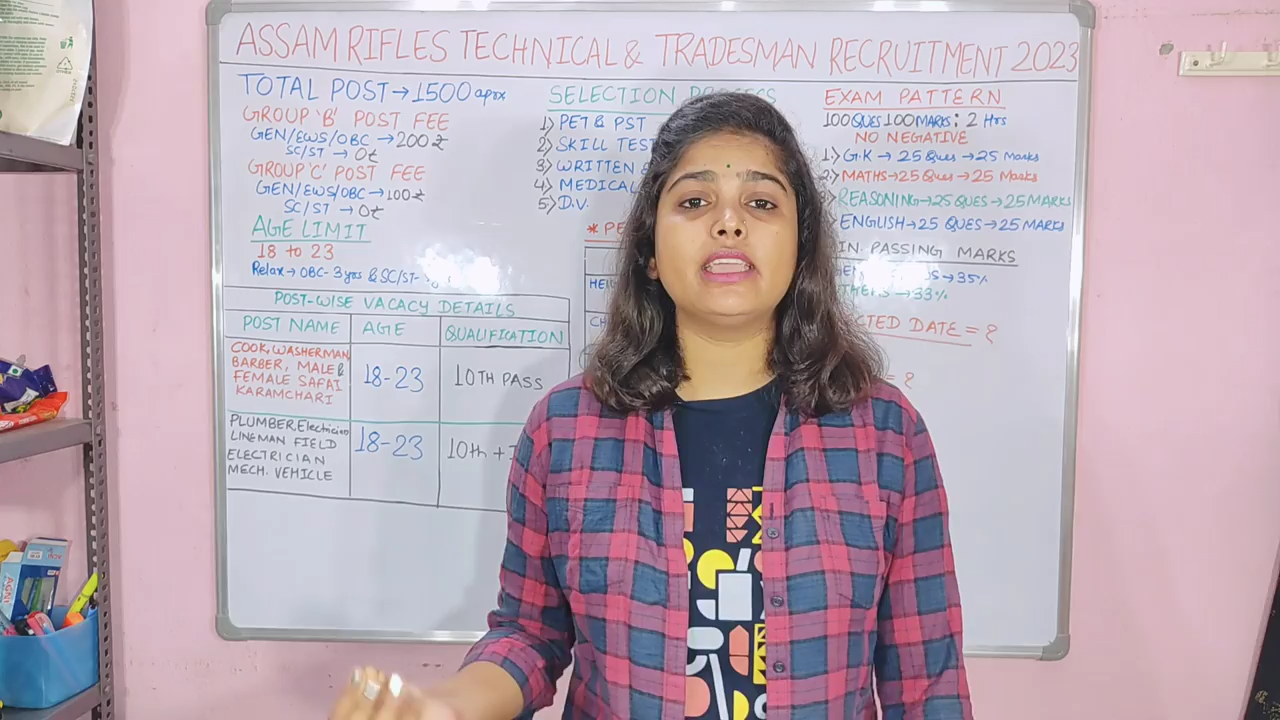 ASSAM RIFLES TECHNICAL & TRADESMAN RECRUITMENT 2023
TOTAL POST→1500 aprox
GROUP 'B' POST FEE
GEN/EWS/OBC→200₹
SC/ST → 0₹
GROUP 'C' POST FEE
GEN/EWS/OBC→100₹
SC/ST → 0₹
AGE LIMIT
18 to 23
Relax→OBC-3yrs & SC/ST-
POST-WISE VACACY DETAILS
POST NAME AGE QUALIFICATION
COOK, WASHERMAN,
BARBER, MALE &
FEMALE SAFAI
KARAMCHARI
18-23
10TH PASS
PLUMBER, Electrician
LINEMAN FIELD
ELECTRICIAN
MECH. VEHICLE
18-23
10th +
SELECTION PROCESS
1> PET & PST
2> SKILL TEST
3> WRITTEN
4> MEDICAL
5> D.V.
*
EXAM PATTERN
100 QUES 100 MARKS: 2 Hrs
NO NEGATIVE
1> G.K → 25 Ques → 25 Marks
2> MATHS→25 Ques → 25 Marks
REASONING→25 QUES→25 MARKS
ENGLISH→25 QUES→25 MARKS
IN PASSING MARKS
→35%
→33%
CTED DATE = ?
= ?